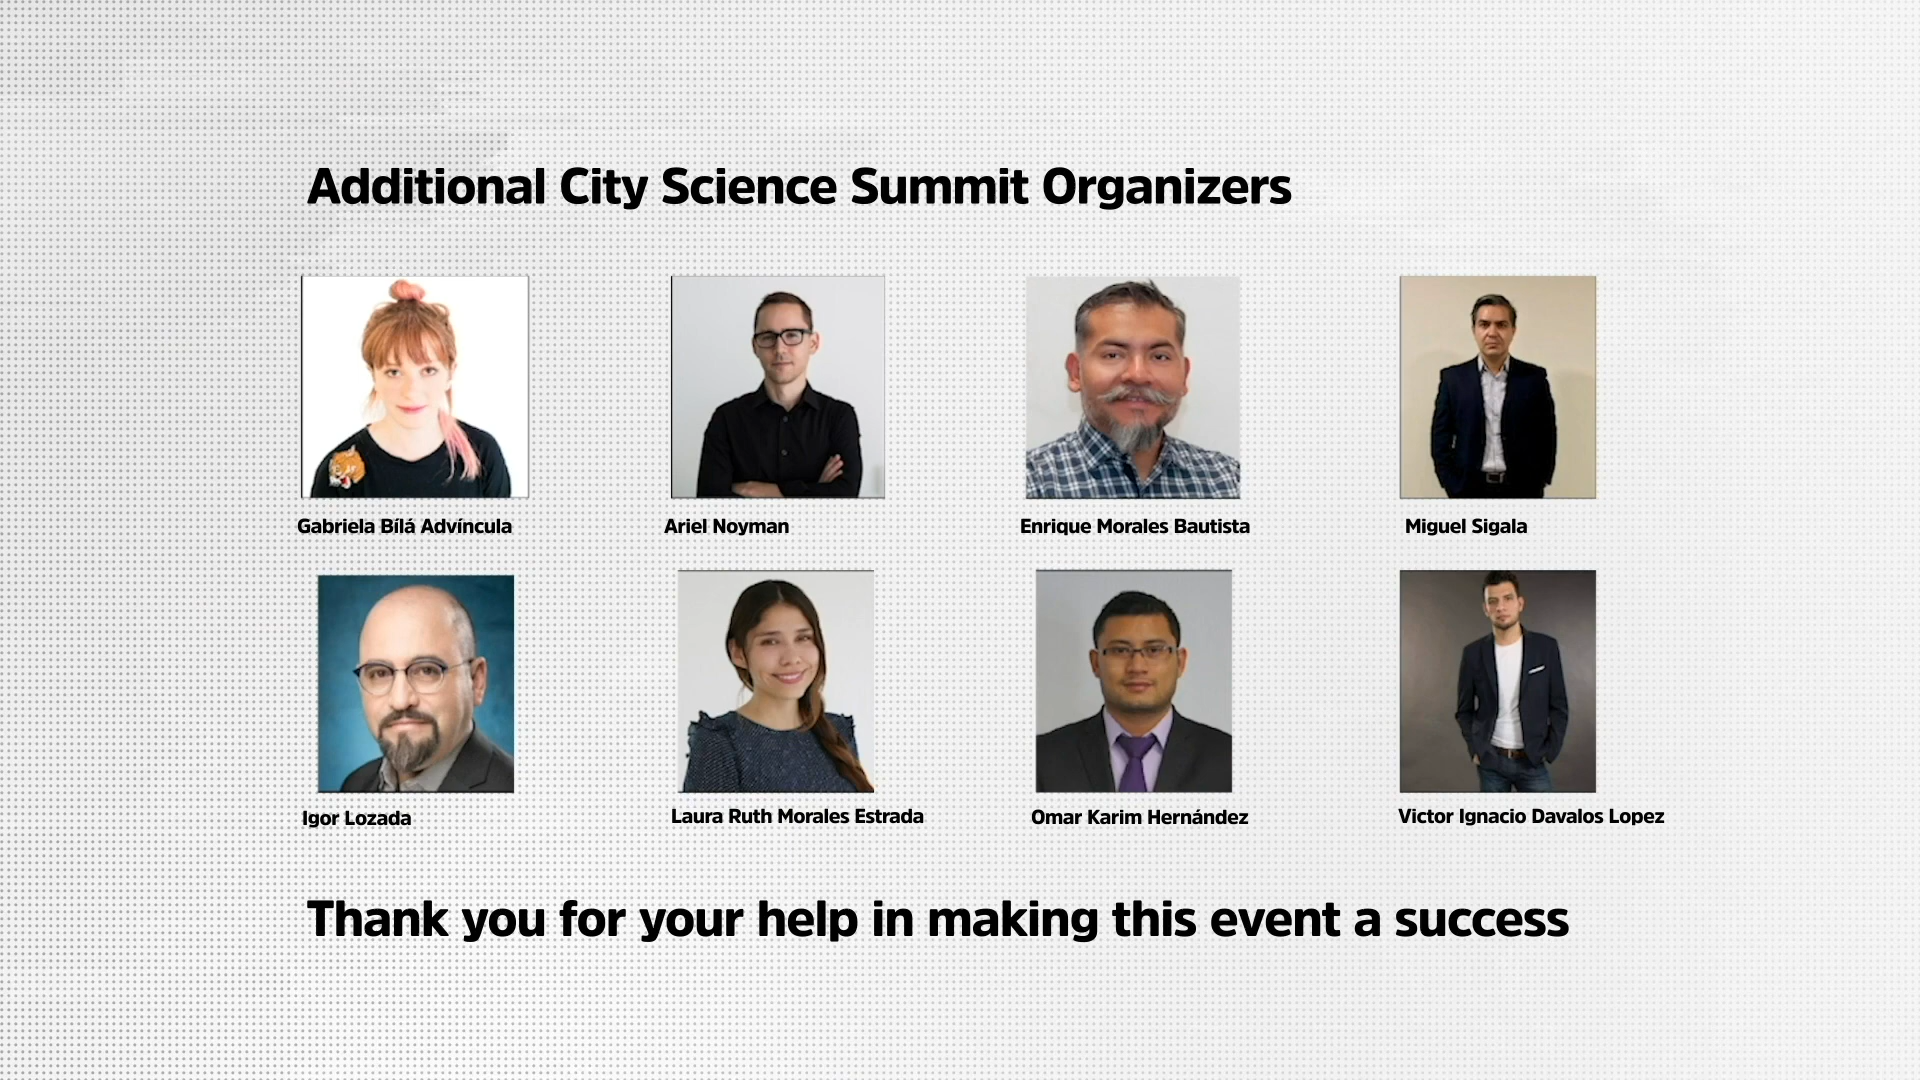 Additional City Science Summit Organizers
Gabriela Bílá Advíncula
Ariel Noyman
Enrique Morales Bautista
Miguel Sigala
Igor Lozada
Laura Ruth Morales Estrada
Omar Karim Hernández
Victor Ignacio Davalos Lopez
Thank you for your help in making this event a success